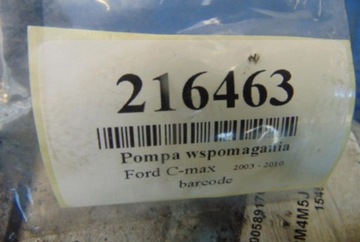 216463
Pompa wspomagania
Ford C-max 2003 - 2010
barcode